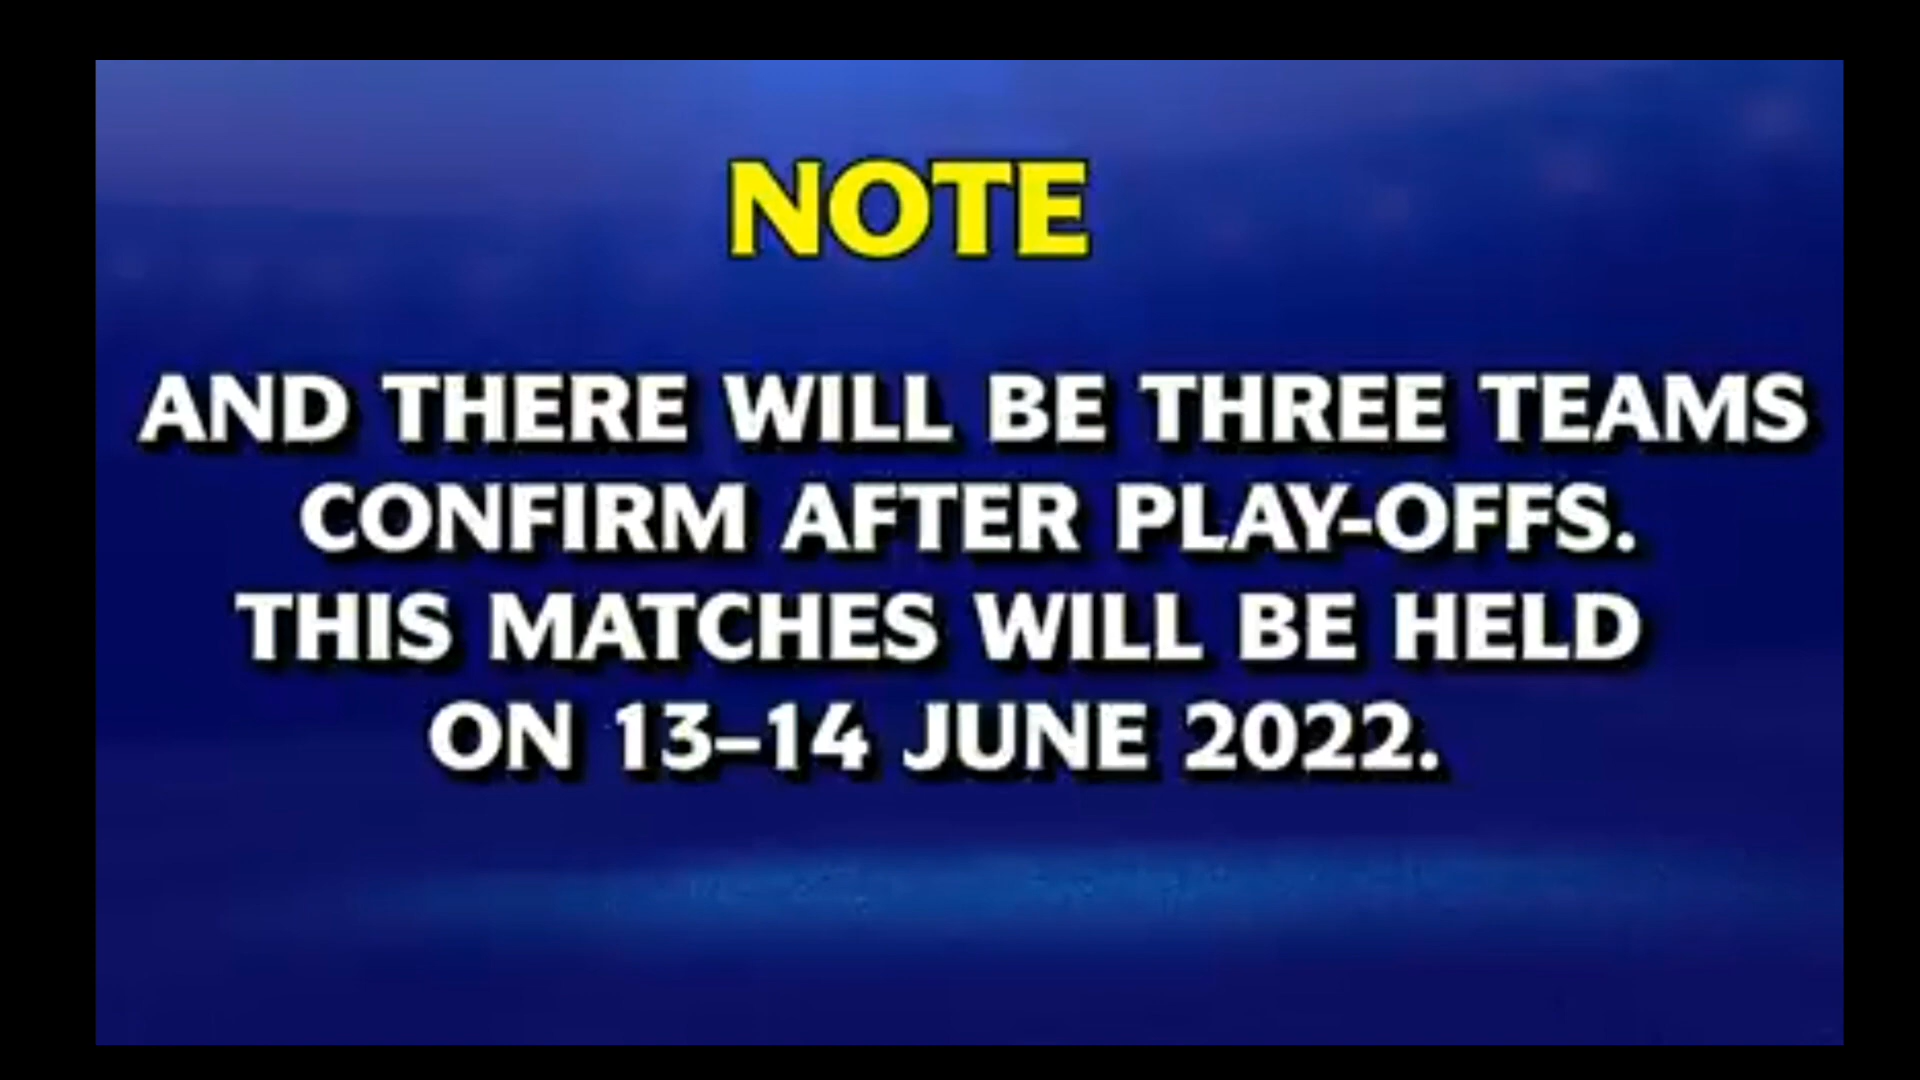 NOTE
AND THERE WILL BE THREE TEAMS
CONFIRM AFTER PLAY-OFFS.
THIS MATCHES WILL BE HELD
ON 13–14 JUNE 2022.